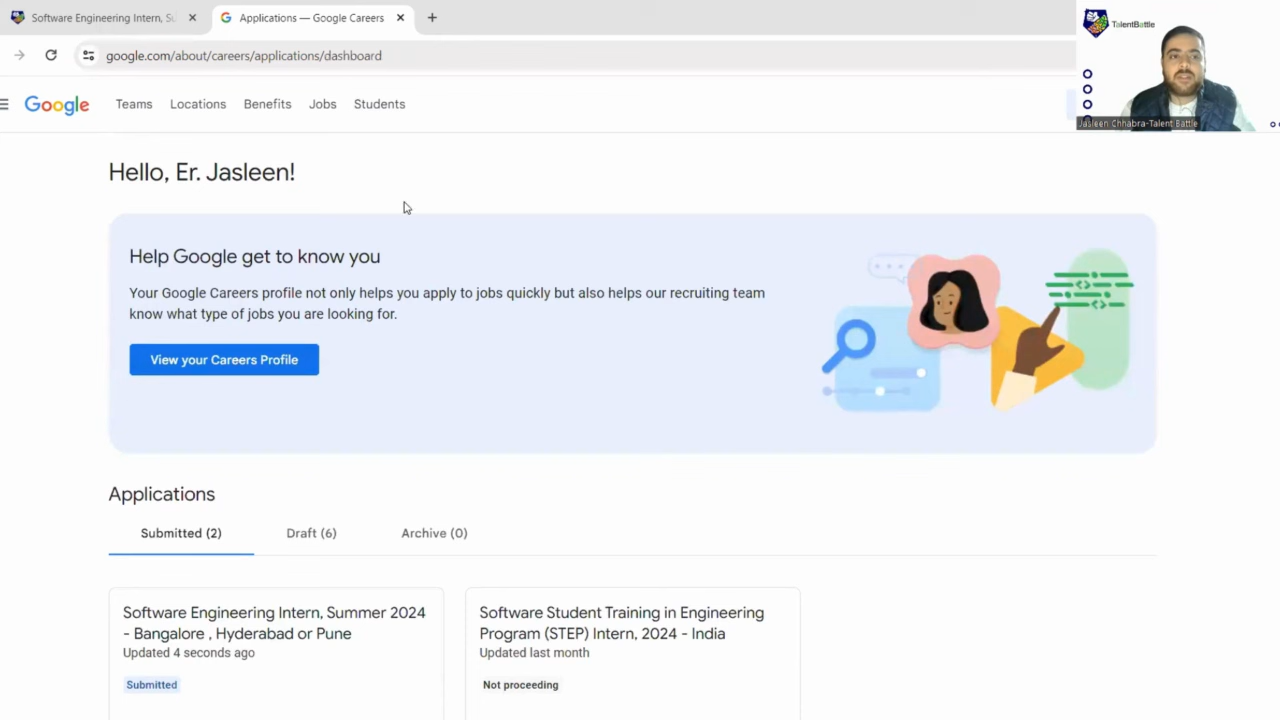 Software Engineering Intern, Su
Applications — Google Careers
google.com/about/careers/applications/dashboard
TalentBattle
Jasleen Chhabra-Talent Battle
Google
Teams
Locations
Benefits
Jobs
Students
Hello, Er. Jasleen!
Help Google get to know you
Your Google Careers profile not only helps you apply to jobs quickly but also helps our recruiting team
know what type of jobs you are looking for.
View your Careers Profile
Applications
Submitted (2)
Draft (6)
Archive (0)
Software Engineering Intern, Summer 2024
- Bangalore , Hyderabad or Pune
Updated 4 seconds ago
Submitted
Software Student Training in Engineering
Program (STEP) Intern, 2024 - India
Updated last month
Not proceeding